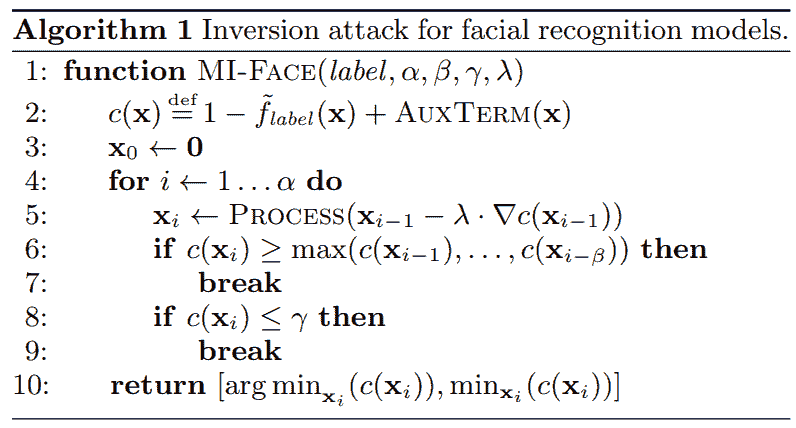 Algorithm 1 Inversion attack for facial recognition models.
1: function MI-FACE(label, α, β, γ, λ)
2: c(x) def= 1 − f̃label(x) + AUXTERM(x)
3: x0 ← 0
4: for i ← 1 … α do
5: xi ← PROCESS(xi−1 − λ · ∇c(xi−1))
6: if c(xi) ≥ max(c(xi−1), …, c(xi−β)) then
7: break
8: if c(xi) ≤ γ then
9: break
10: return [arg minxi(c(xi)), minxi(c(xi))]